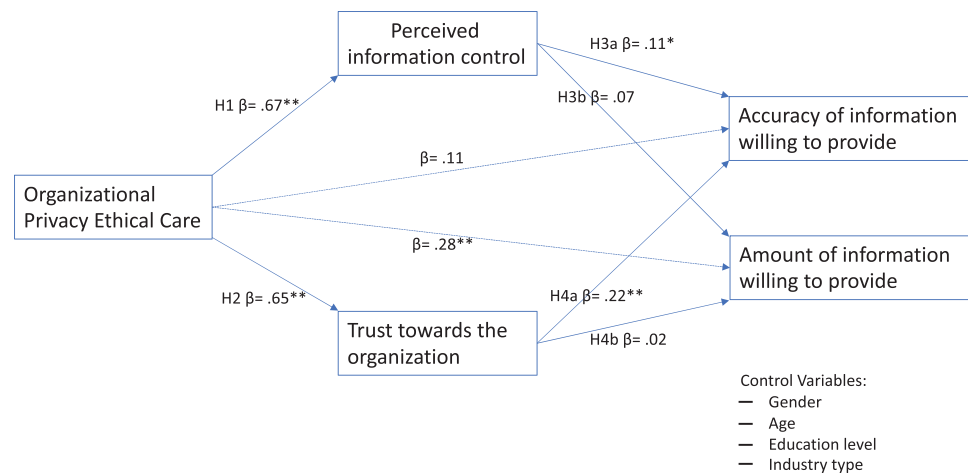 Perceived
information control
H3a β= .11*
H1 β= .67**
H3b β= .07
Accuracy of information
willing to provide
β= .11
Organizational
Privacy Ethical Care
β= .28**
Amount of information
willing to provide
H2 β= .65**
H4a β= .22**
Trust towards the
organization
H4b β= .02
Control Variables:
— Gender
— Age
— Education level
— Industry type